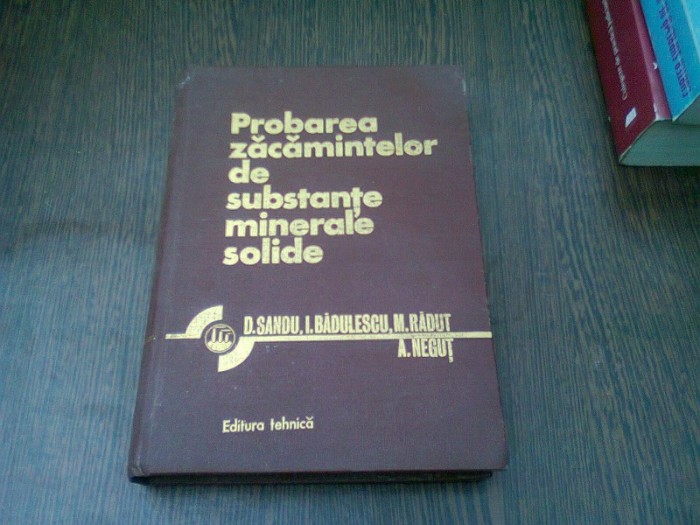 Probarea
zăcămintelor
de
substanțe
minerale
solide
D. SANDU, I. BĂDULESCU, M. RĂDUȚ
A. NEGUȚ
Editura tehnică